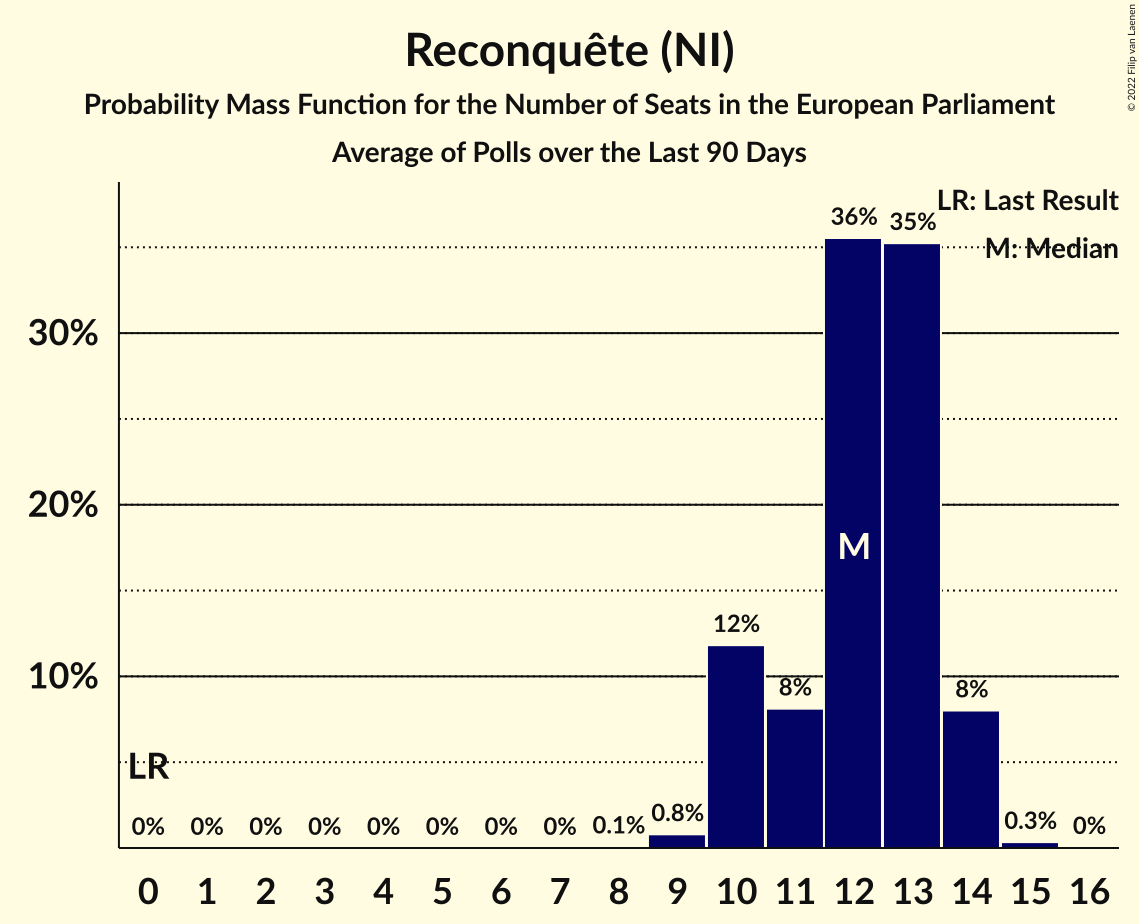 Reconquête (NI)
Probability Mass Function for the Number of Seats in the European Parliament
Average of Polls over the Last 90 Days
© 2022 Filip van Laenen
LR: Last Result
M: Median
36%
35%
30%
20%
M
12%
10%
8%
8%
LR
0%
0%
0%
0%
0%
0%
0%
0%
0.1%
0.8%
0.3%
0%
0 1 2 3 4 5 6 7 8 9 10 11 12 13 14 15 16